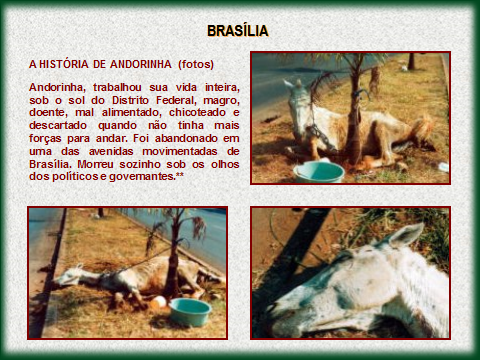 BRASÍLIA
A HISTÓRIA DE ANDORINHA (fotos)
Andorinha, trabalhou sua vida inteira,
sob o sol do Distrito Federal, magro,
doente, mal alimentado, chicoteado e
descartado quando não tinha mais
forças para andar. Foi abandonado em
uma das avenidas movimentadas de
Brasília. Morreu sozinho sob os olhos
dos políticos e governantes.**